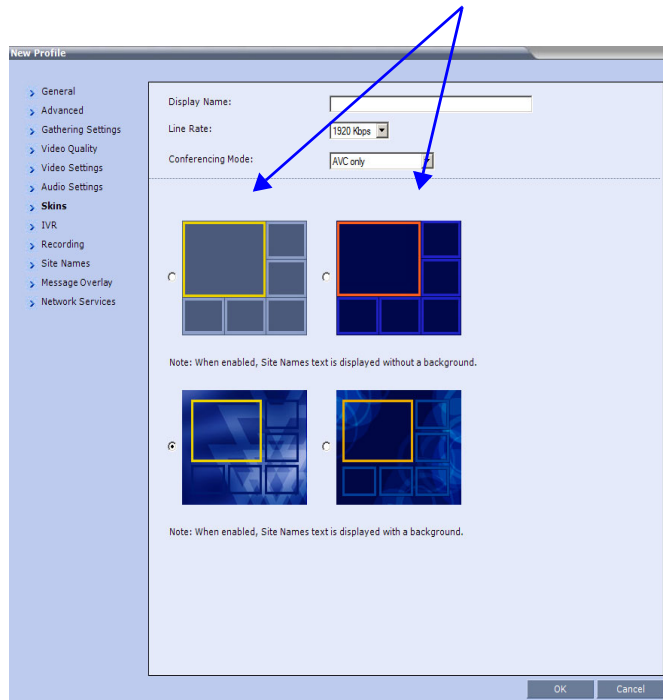 New Profile
General
Advanced
Gathering Settings
Video Quality
Video Settings
Audio Settings
Skins
IVR
Recording
Site Names
Message Overlay
Network Services
Display Name:
Line Rate: 1920 Kbps
Conferencing Mode: AVC only
Note: When enabled, Site Names text is displayed without a background.
Note: When enabled, Site Names text is displayed with a background.
OK Cancel